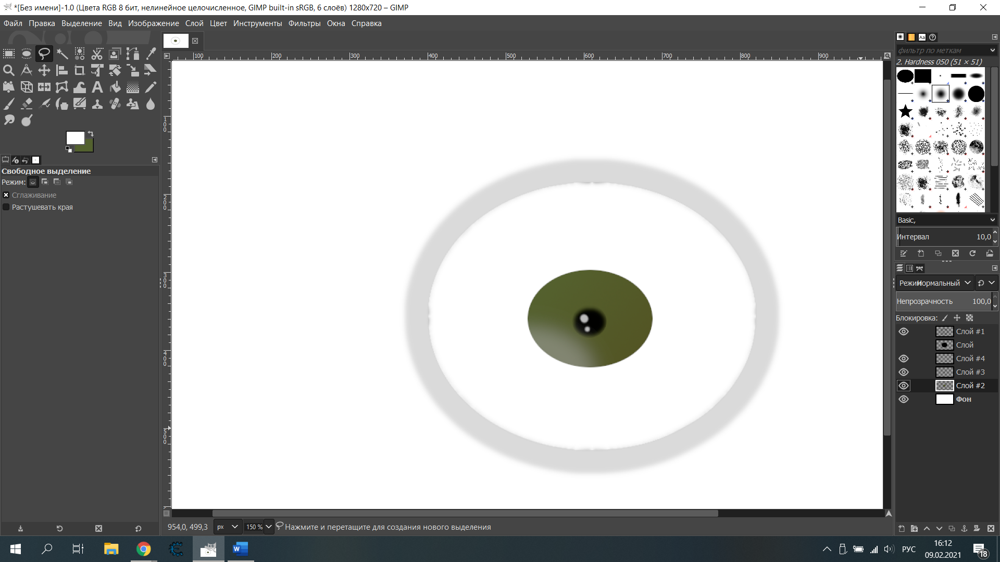 *[Без имени]-1.0 (Цвета RGB 8 бит, нелинейное целочисленное, GIMP built-in sRGB, 6 слоёв) 1280x720 – GIMP
Файл Правка Выделение Вид Изображение Слой Цвет Инструменты Фильтры Окна Справка
100 200 300 400 500 600 700 800 900
100
200
300
400
500
Свободное выделение
Режим:
Сглаживание
Растушевать края
954,0, 499,3 px 150 % Нажмите и перетащите для создания нового выделения
Aa
фильтр по меткам
2. Hardness 050 (51 × 51)
Basic,
Интервал 10,0
Режим Нормальный
Непрозрачность 100,0
Блокировка:
Слой #1
Слой
Слой #4
Слой #3
Слой #2
Фон
РУС
16:12
09.02.2021
18